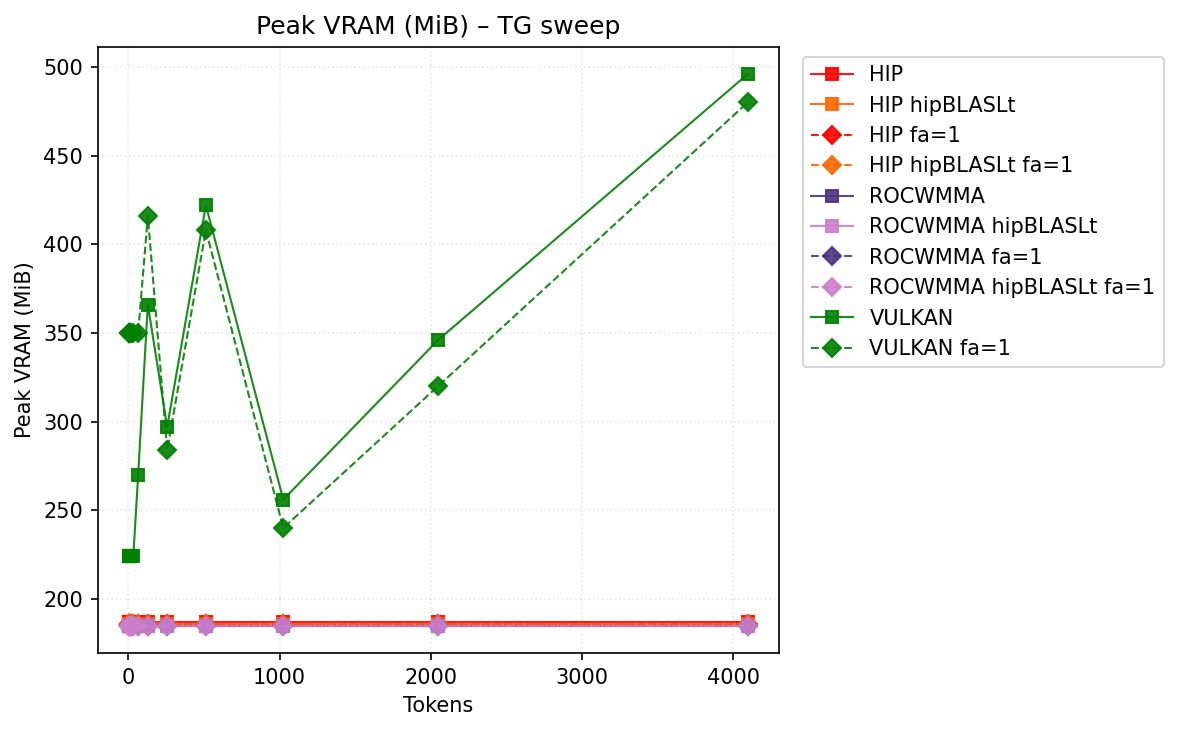 Peak VRAM (MiB) – TG sweep
500
450
400
350
300
250
200
Peak VRAM (MiB)
0
1000
2000
3000
4000
Tokens
HIP
HIP hipBLASLt
HIP fa=1
HIP hipBLASLt fa=1
ROCWMMA
ROCWMMA hipBLASLt
ROCWMMA fa=1
ROCWMMA hipBLASLt fa=1
VULKAN
VULKAN fa=1